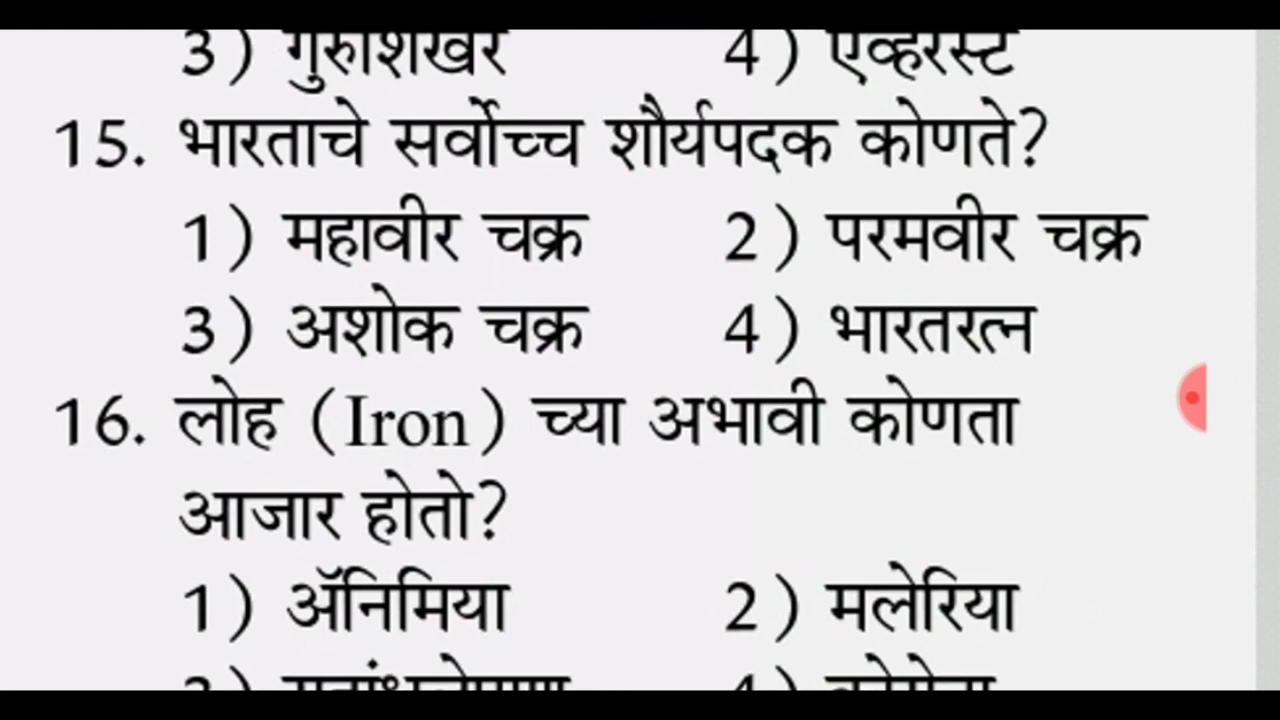 3) गुरुशिखर 4) एव्हरेस्ट
15. भारताचे सर्वोच्च शौर्यपदक कोणते?
1) महावीर चक्र 2) परमवीर चक्र
3) अशोक चक्र 4) भारतरत्न
16. लोह (Iron) च्या अभावी कोणता
आजार होतो?
1) ॲनिमिया 2) मलेरिया